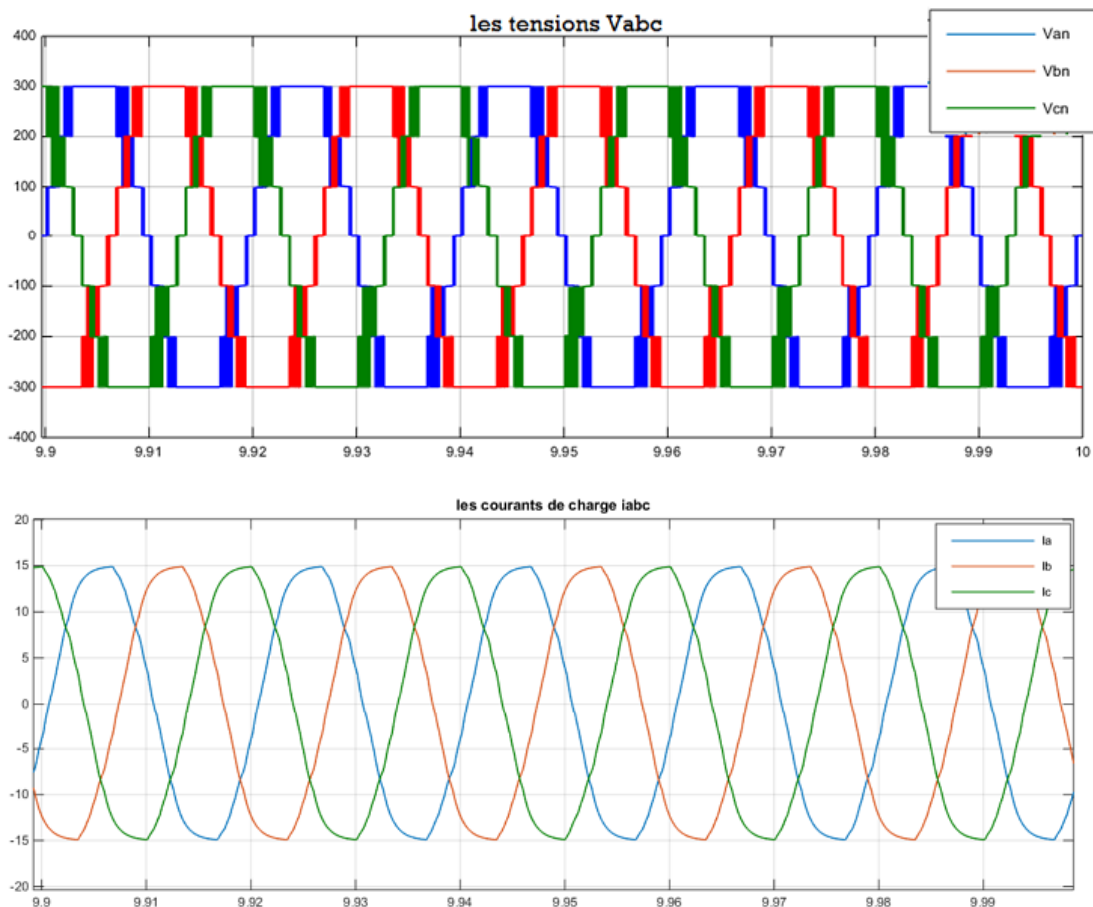 les tensions Vabc
Van
Vbn
Vcn
400
300
200
100
0
-100
-200
-300
-400
9.9 9.91 9.92 9.93 9.94 9.95 9.96 9.97 9.98 9.99 10
les courants de charge iabc
Ia
Ib
Ic
20
15
10
5
0
-5
-10
-15
-20
9.9 9.91 9.92 9.93 9.94 9.95 9.96 9.97 9.98 9.99